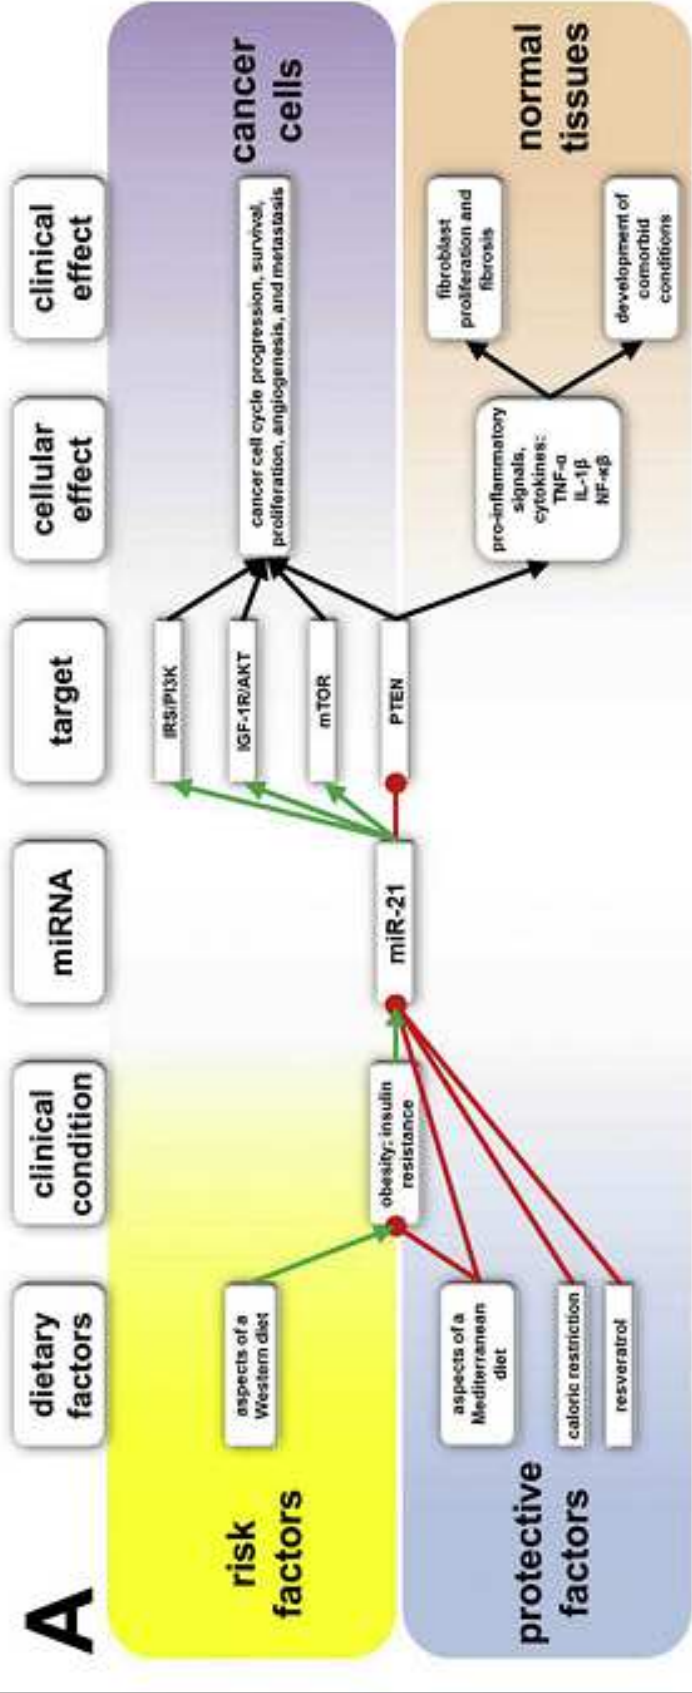 A
dietary
factors
clinical
condition
miRNA
target
cellular
effect
clinical
effect
risk
factors
aspects of a
Western diet
obesity: insulin
resistance
miR-21
IRS/PI3K
IGF-1R/AKT
mTOR
PTEN
cancer cell cycle progression, survival,
proliferation, angiogenesis, and metastasis
cancer
cells
protective
factors
aspects of a
Mediterranean
diet
caloric restriction
resveratrol
pro-inflammatory
signals,
cytokines:
TNF-α
IL-1β
NF-κβ
fibroblast
proliferation and
fibrosis
development of
comorbid
conditions
normal
tissues